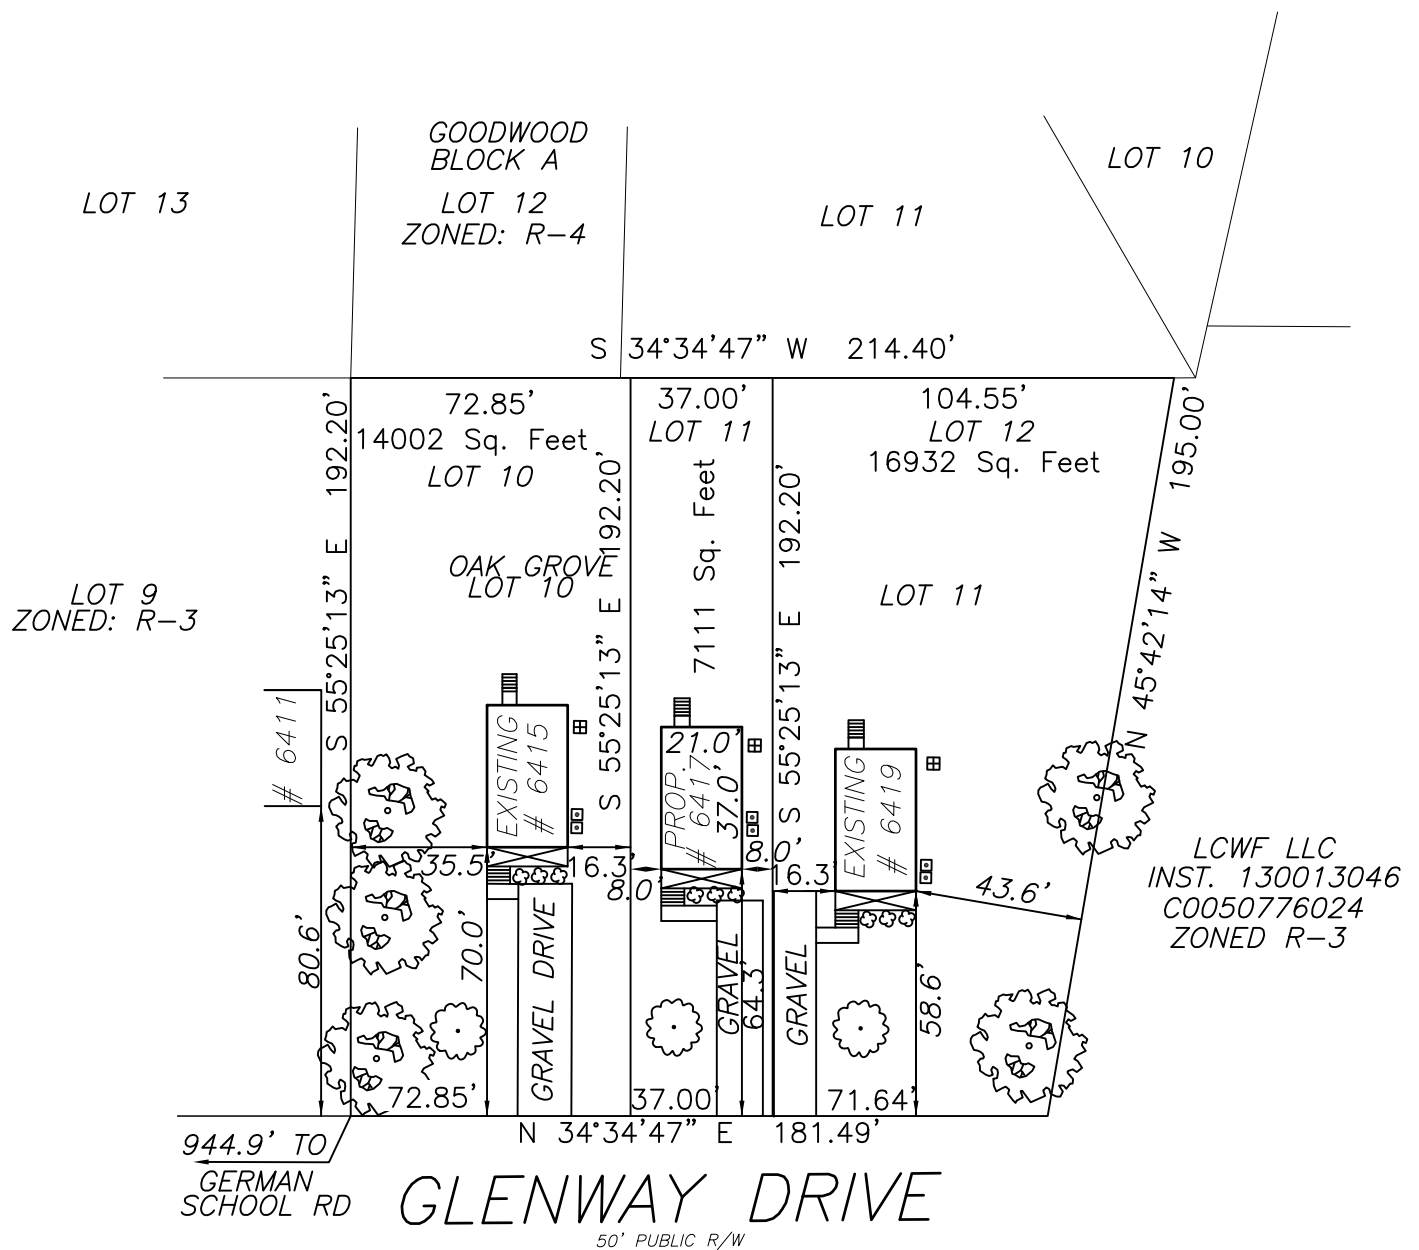 GOODWOOD
BLOCK A
LOT 13
LOT 12
ZONED: R-4
LOT 11
LOT 10
S 34°34'47" W 214.40'
72.85'
14002 Sq. Feet
LOT 10
37.00'
LOT 11
7111 Sq. Feet
104.55'
LOT 12
16932 Sq. Feet
S 55°25'13" E 192.20'
S 55°25'13" E 192.20'
S 55°25'13" E 192.20'
N 45°42'14" W 195.00'
LOT 9
ZONED: R-3
OAK GROVE
LOT 10
LOT 11
# 6411
EXISTING
# 6415
21.0'
PROP.
# 6417
37.0'
EXISTING
# 6419
35.5'
16.3'
8.0'
8.0'
16.3'
43.6'
LCWF LLC
INST. 130013046
C0050776024
ZONED R-3
80.6'
70.0'
GRAVEL DRIVE
GRAVEL
64.3'
GRAVEL
58.6'
72.85'
37.00'
71.64'
N 34°34'47" E 181.49'
944.9' TO
GERMAN
SCHOOL RD
GLENWAY DRIVE
50' PUBLIC R/W